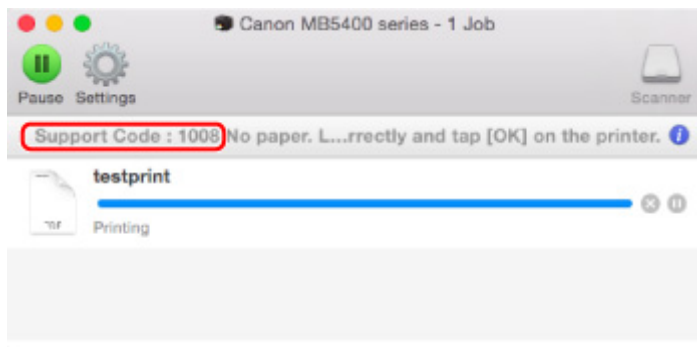 Canon MB5400 series - 1 Job
Pause Settings
Scanner
Support Code : 1008 No paper. L...rrectly and tap [OK] on the printer.
testprint
Printing